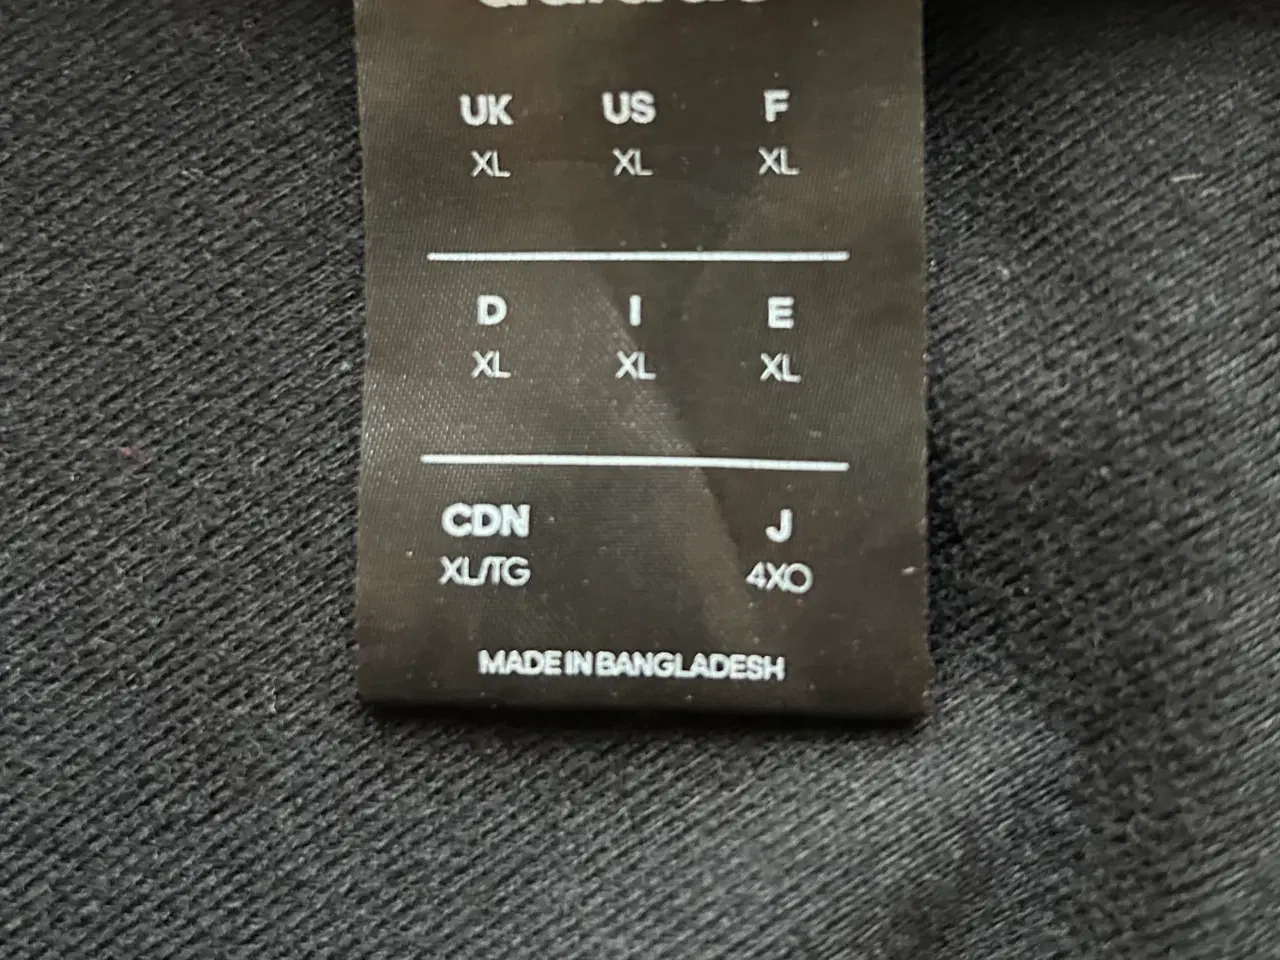 UK US F
XL XL XL
D I E
XL XL XL
CDN J
XL/TG 4XO
MADE IN BANGLADESH